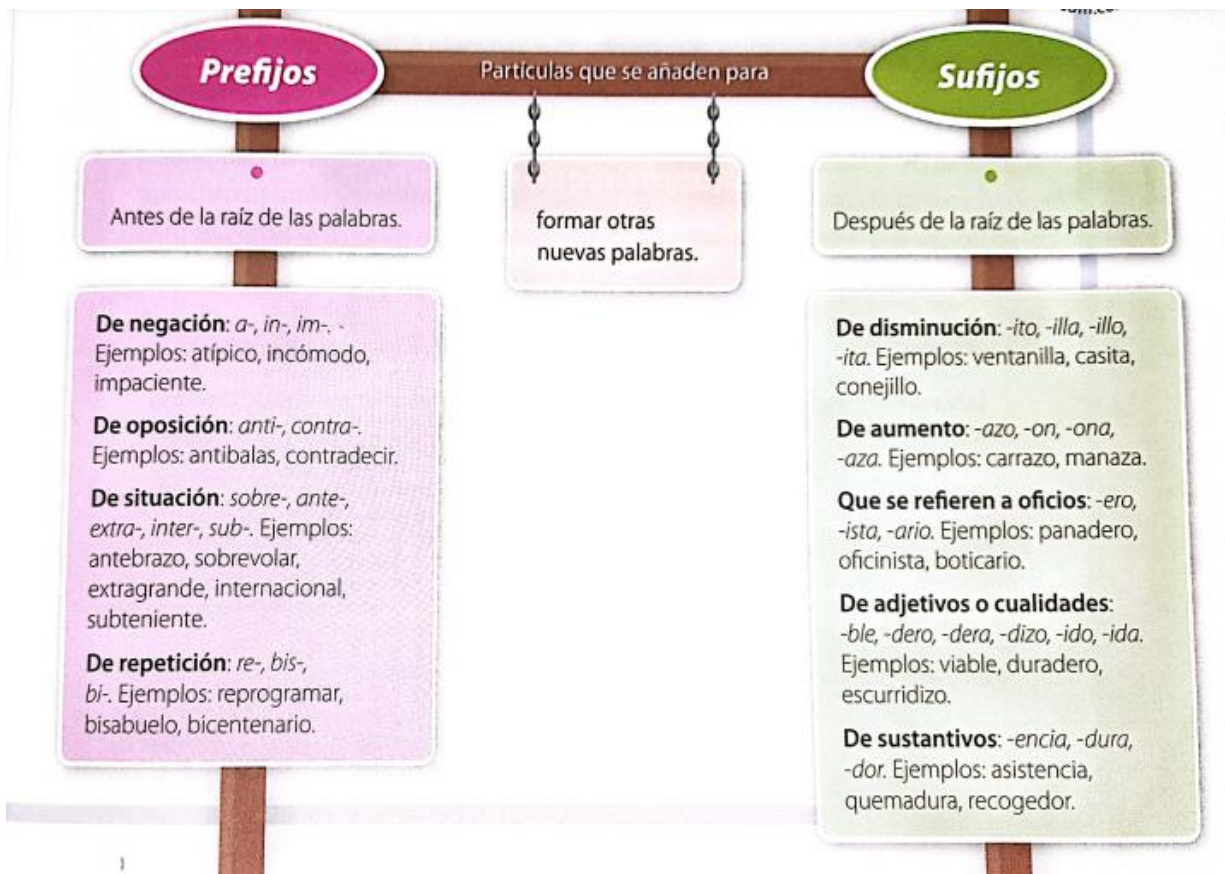 Prefijos
Partículas que se añaden para
Sufijos
Antes de la raíz de las palabras.
formar otras
nuevas palabras.
Después de la raíz de las palabras.
De negación: a-, in-, im-. -
Ejemplos: atípico, incómodo,
impaciente.
De oposición: anti-, contra-.
Ejemplos: antibalas, contradecir.
De situación: sobre-, ante-,
extra-, inter-, sub-. Ejemplos:
antebrazo, sobrevolar,
extragrande, internacional,
subteniente.
De repetición: re-, bis-,
bi-. Ejemplos: reprogramar,
bisabuelo, bicentenario.
De disminución: -ito, -illa, -illo,
-ita. Ejemplos: ventanilla, casita,
conejillo.
De aumento: -azo, -on, -ona,
-aza. Ejemplos: carrazo, manaza.
Que se refieren a oficios: -ero,
-ista, -ario. Ejemplos: panadero,
oficinista, boticario.
De adjetivos o cualidades:
-ble, -dero, -dera, -dizo, -ido, -ida.
Ejemplos: viable, duradero,
escurridizo.
De sustantivos: -encia, -dura,
-dor. Ejemplos: asistencia,
quemadura, recogedor.